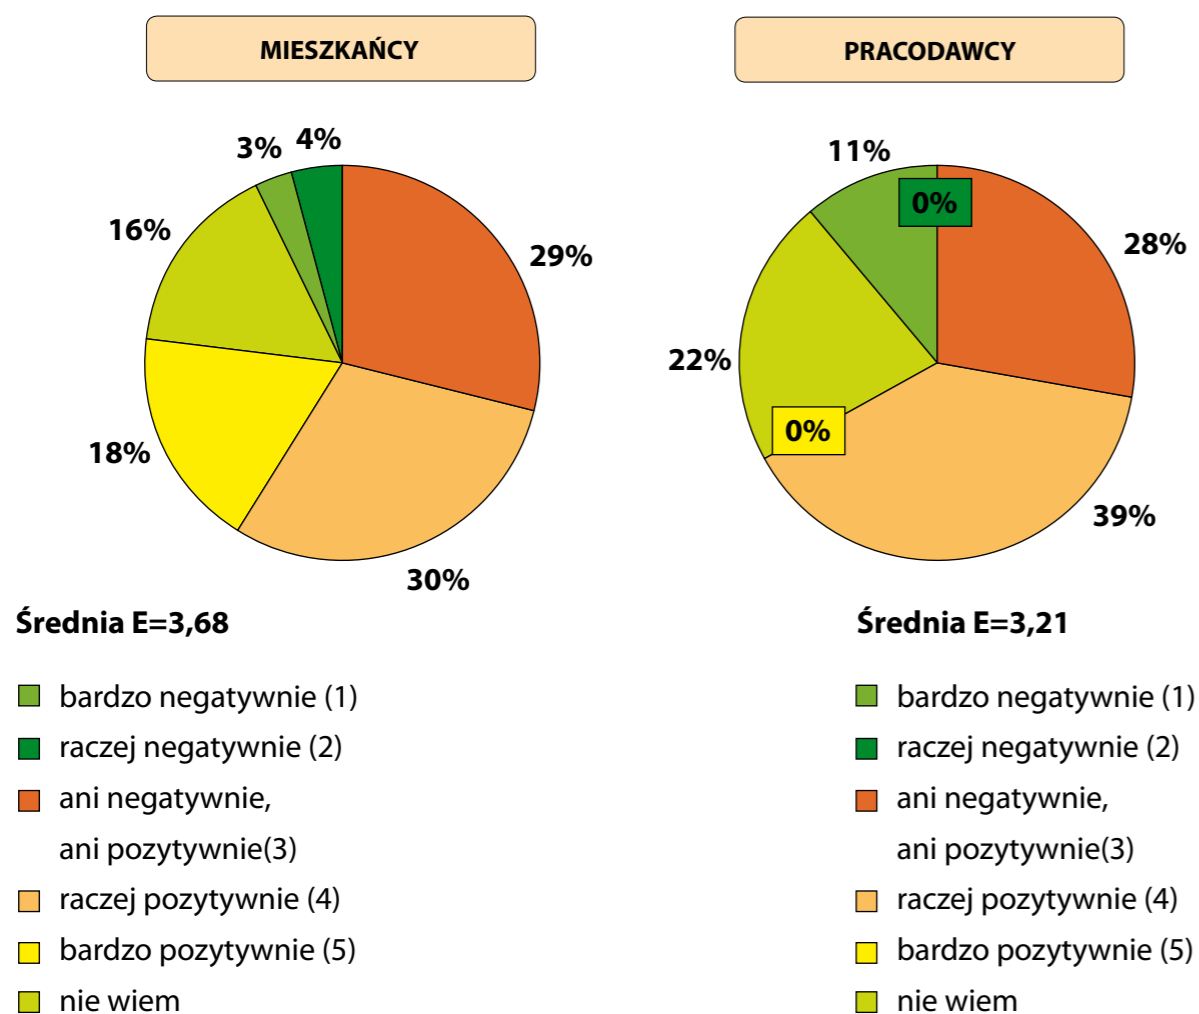 MIESZKAŃCY
3%
4%
16%
29%
18%
30%
Średnia E=3,68
bardzo negatywnie (1)
raczej negatywnie (2)
ani negatywnie,
ani pozytywnie(3)
raczej pozytywnie (4)
bardzo pozytywnie (5)
nie wiem
PRACODAWCY
11%
0%
28%
22%
0%
39%
Średnia E=3,21
bardzo negatywnie (1)
raczej negatywnie (2)
ani negatywnie,
ani pozytywnie(3)
raczej pozytywnie (4)
bardzo pozytywnie (5)
nie wiem